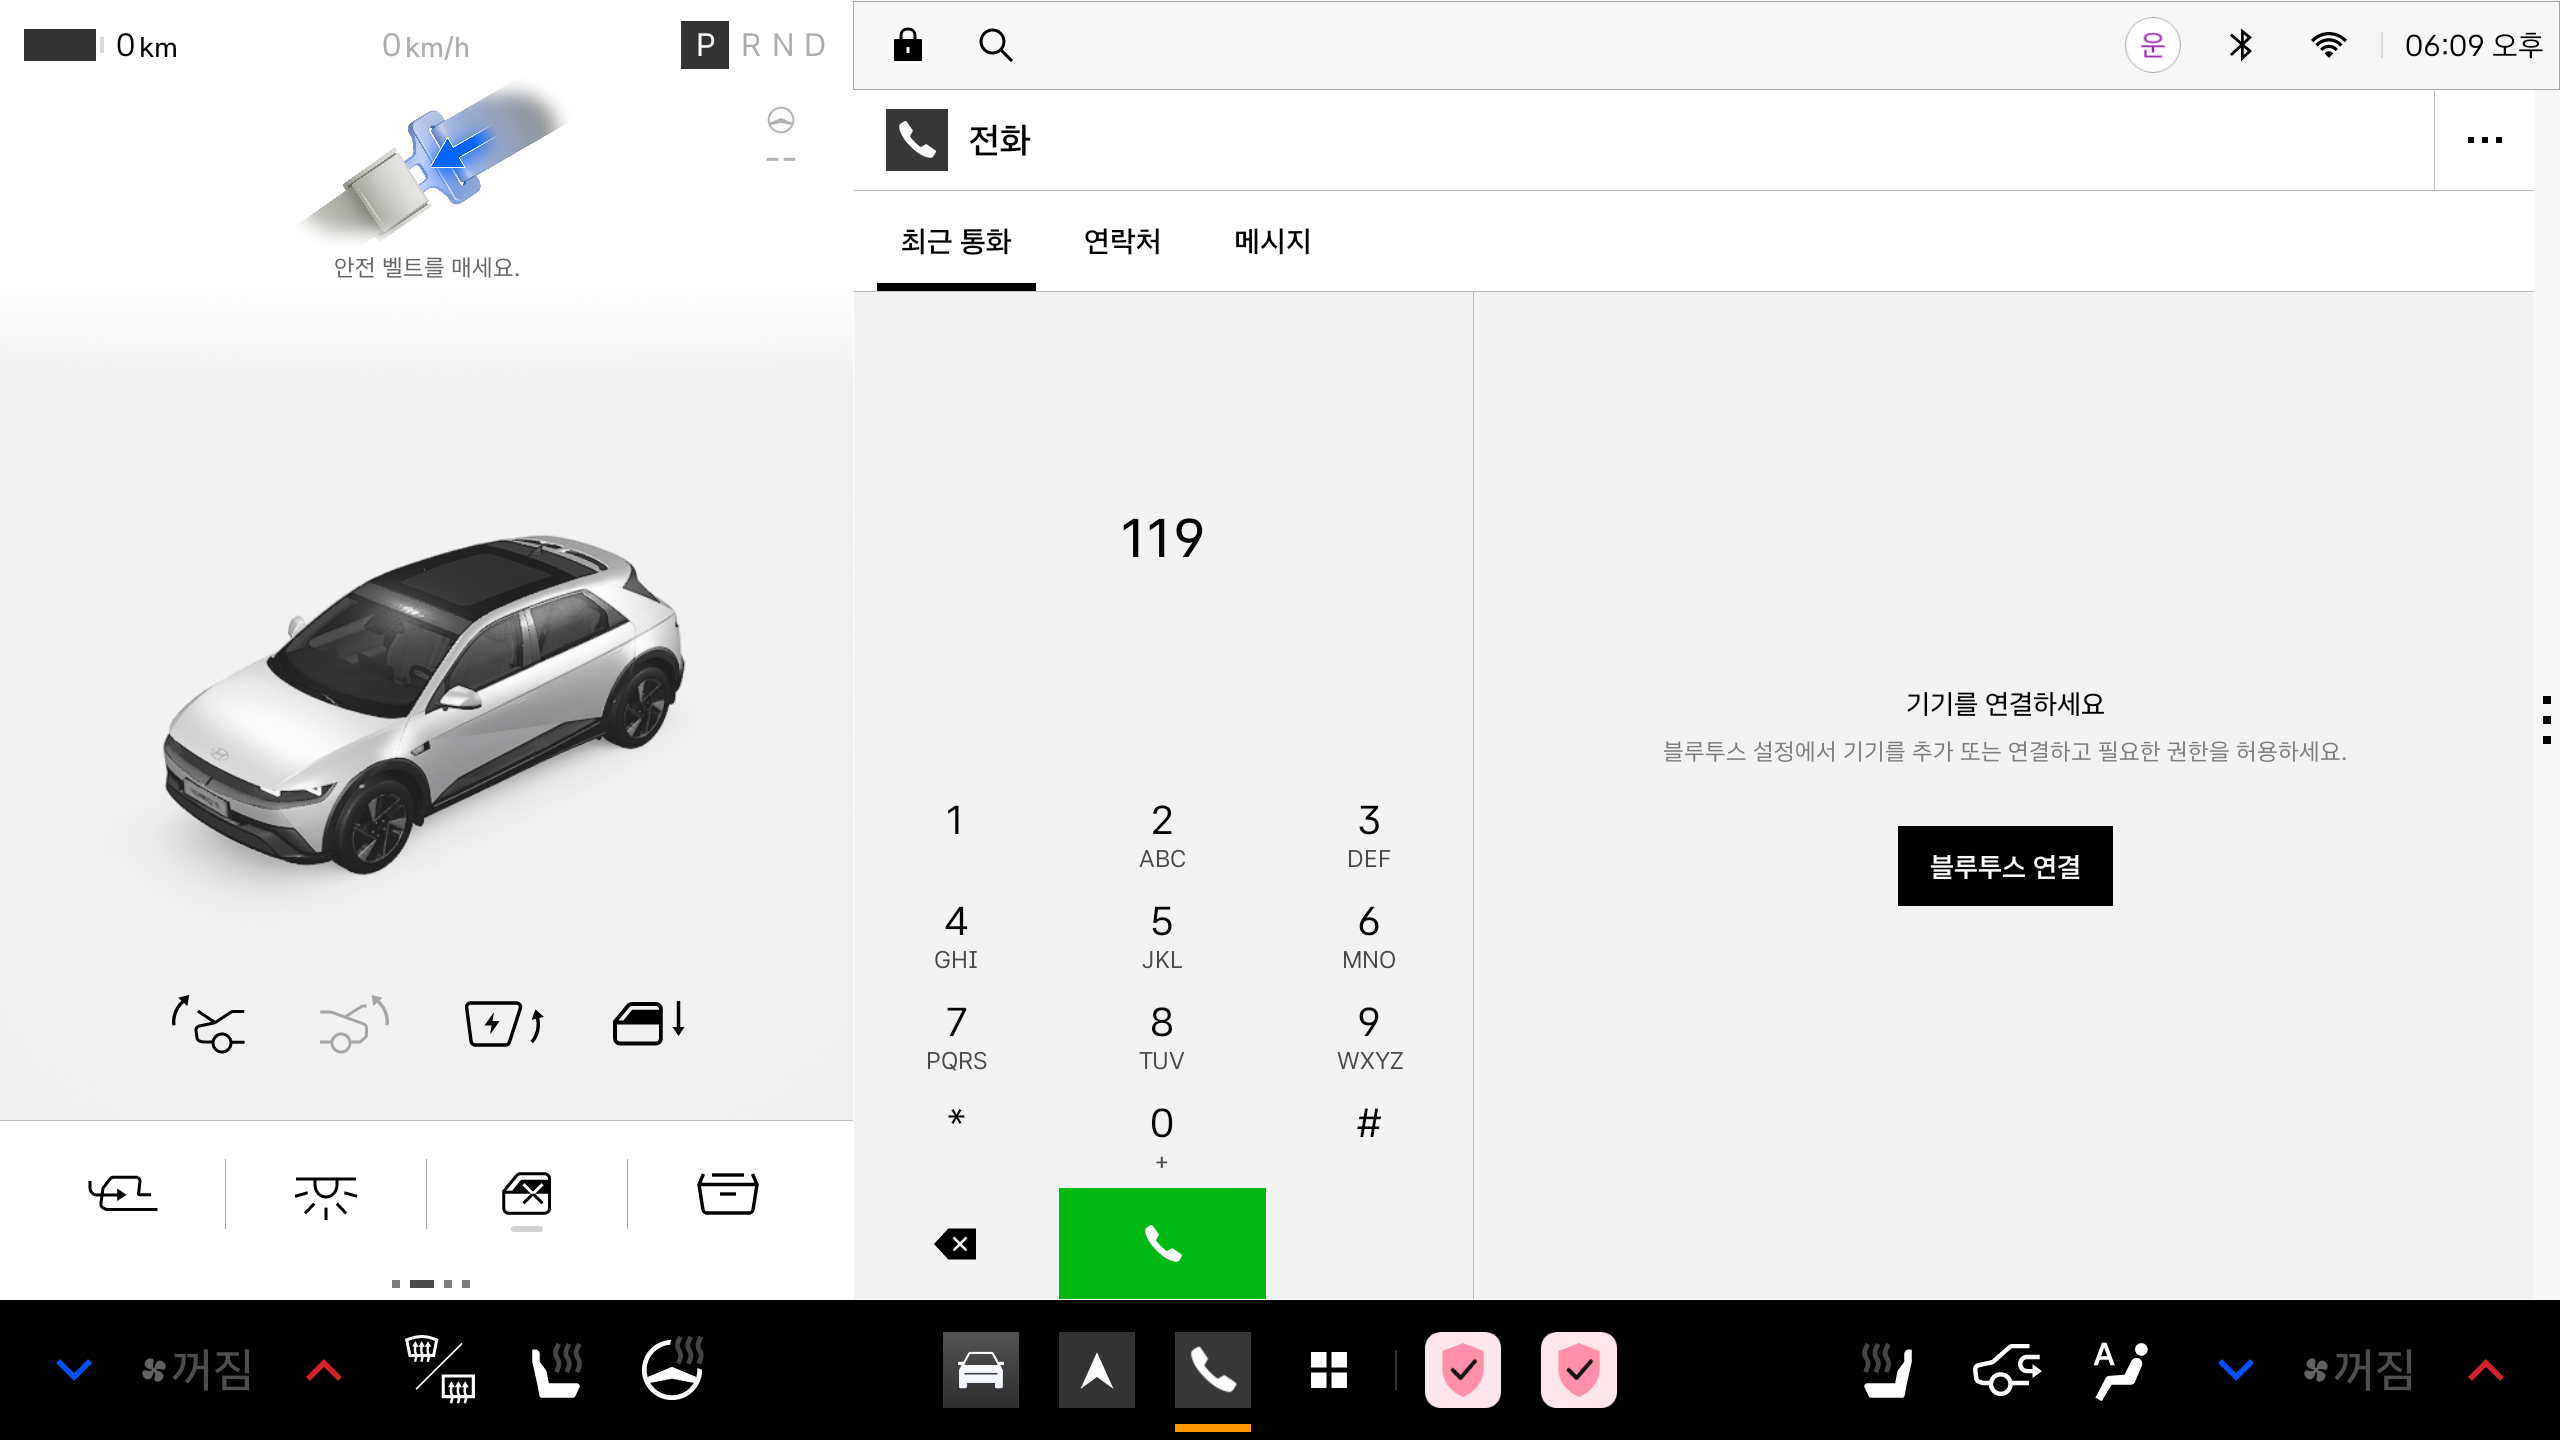 0 km
0 km/h
P R N D
안전 벨트를 매세요.
운
06:09 오후
전화
최근 통화
연락처
메시지
119
1
2
ABC
3
DEF
4
GHI
5
JKL
6
MNO
7
PQRS
8
TUV
9
WXYZ
*
0
+
#
기기를 연결하세요
블루투스 설정에서 기기를 추가 또는 연결하고 필요한 권한을 허용하세요.
블루투스 연결
꺼짐
A
꺼짐